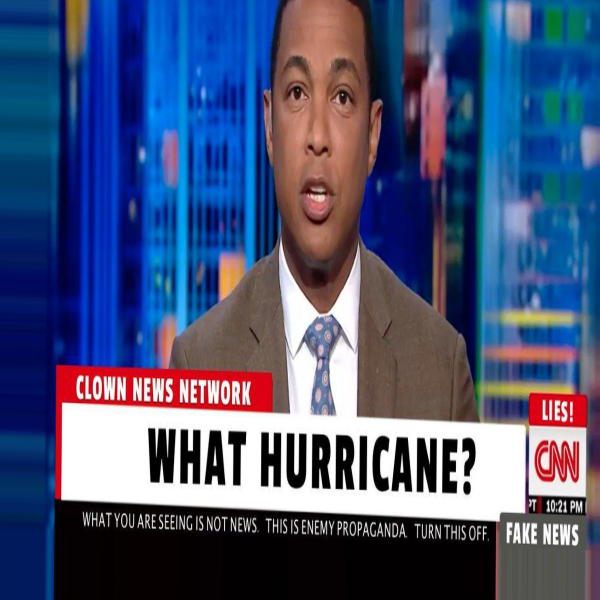 CLOWN NEWS NETWORK
WHAT HURRICANE?
LIES!
CNN
PT 10:21 PM
WHAT YOU ARE SEEING IS NOT NEWS. THIS IS ENEMY PROPAGANDA. TURN THIS OFF.
FAKE NEWS